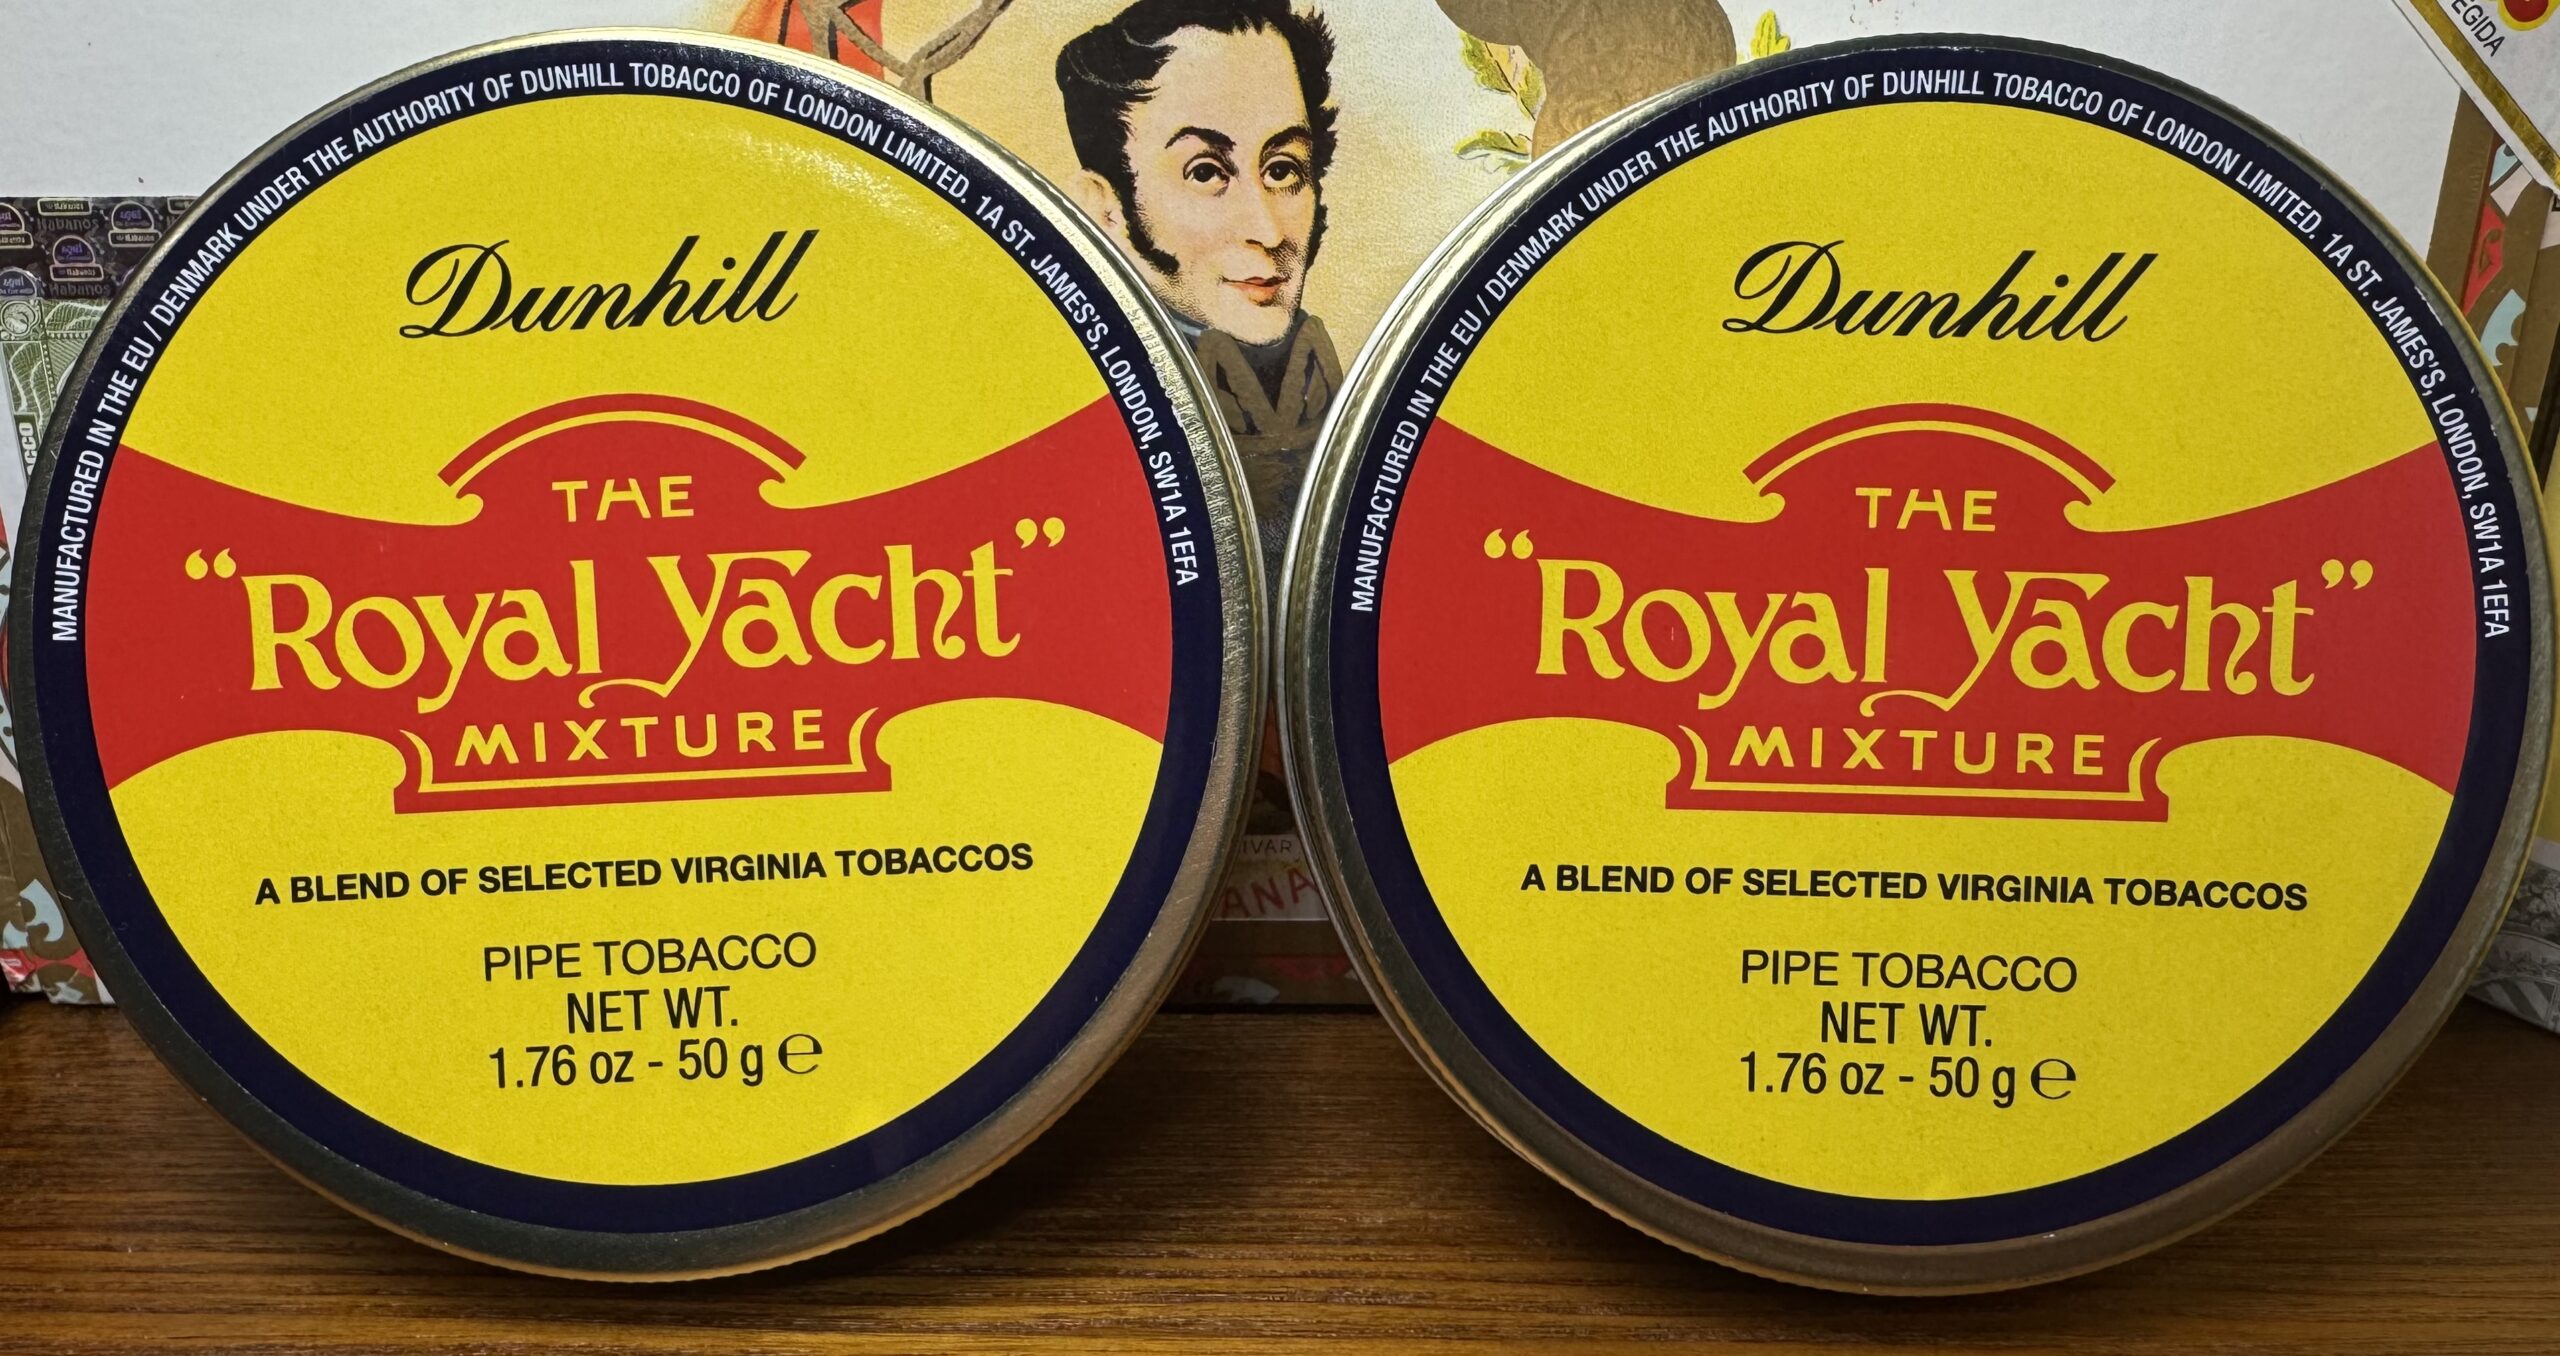 MANUFACTURED IN THE EU / DENMARK UNDER THE AUTHORITY OF DUNHILL TOBACCO OF LONDON LIMITED. 1A ST. JAMES'S, LONDON, SW1A 1EFA
Dunhill
THE
“Royal Yacht”
MIXTURE
A BLEND OF SELECTED VIRGINIA TOBACCOS
PIPE TOBACCO
NET WT.
1.76 oz - 50 g ℮
MANUFACTURED IN THE EU / DENMARK UNDER THE AUTHORITY OF DUNHILL TOBACCO OF LONDON LIMITED. 1A ST. JAMES'S, LONDON, SW1A 1EFA
Dunhill
THE
“Royal Yacht”
MIXTURE
A BLEND OF SELECTED VIRGINIA TOBACCOS
PIPE TOBACCO
NET WT.
1.76 oz - 50 g ℮
Habanos
Habanos
EGIDA